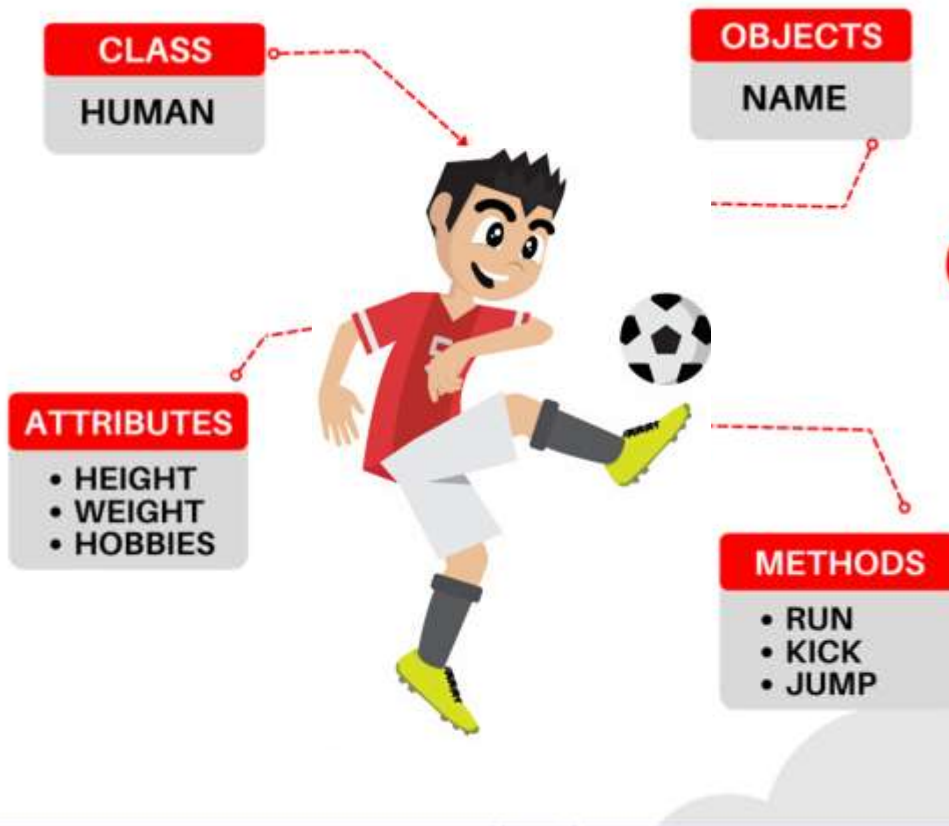 CLASS
HUMAN
OBJECTS
NAME
ATTRIBUTES
• HEIGHT
• WEIGHT
• HOBBIES
METHODS
• RUN
• KICK
• JUMP